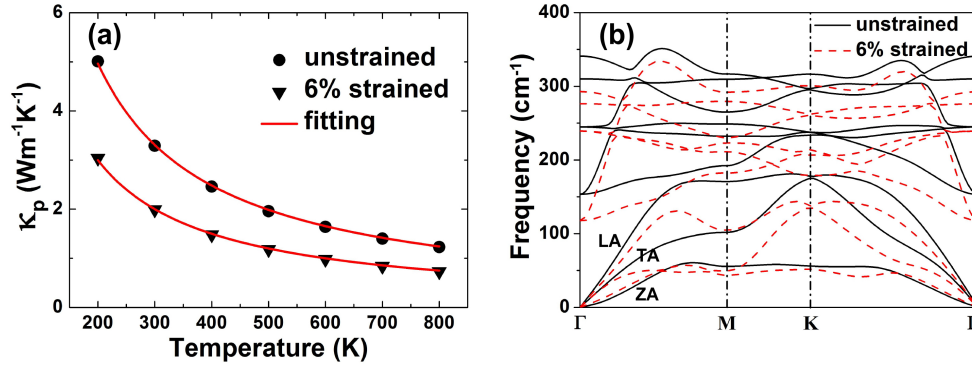 (a)
unstrained
6% strained
fitting
κp (Wm⁻¹K⁻¹)
6
4
2
0
200 300 400 500 600 700 800
Temperature (K)
(b)
unstrained
6% strained
Frequency (cm⁻¹)
400
300
200
100
0
LA
TA
ZA
Γ M K Γ